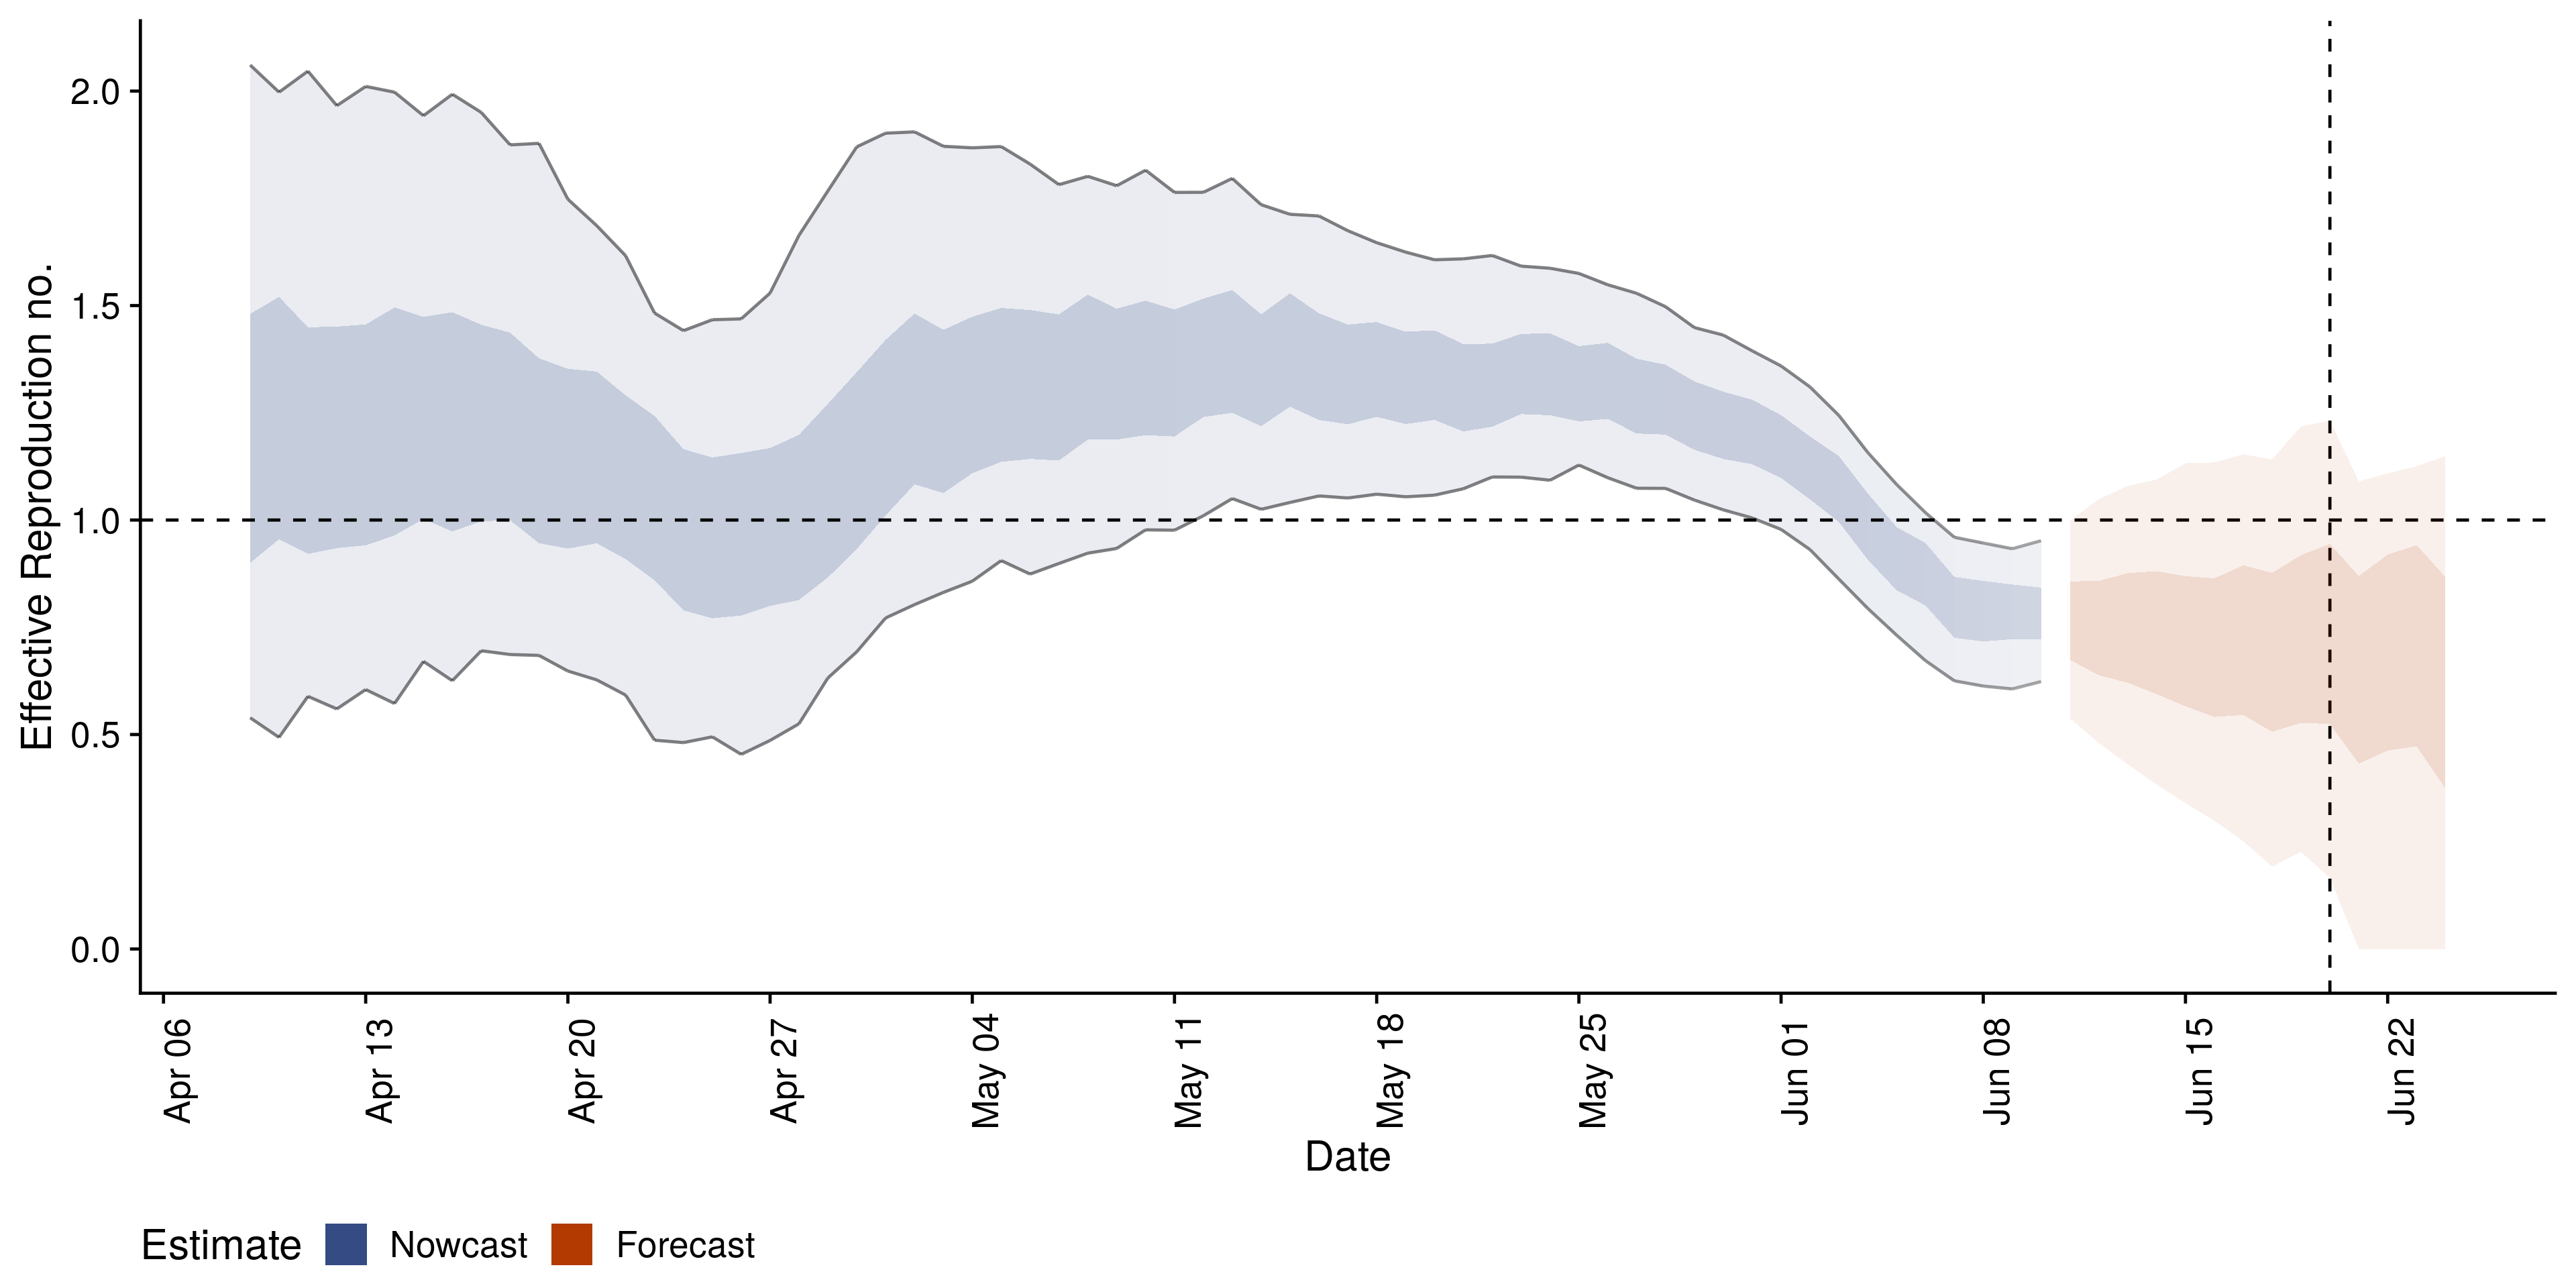 Effective Reproduction no.
2.0
1.5
1.0
0.5
0.0
Apr 06
Apr 13
Apr 20
Apr 27
May 04
May 11
May 18
May 25
Jun 01
Jun 08
Jun 15
Jun 22
Date
Estimate Nowcast Forecast